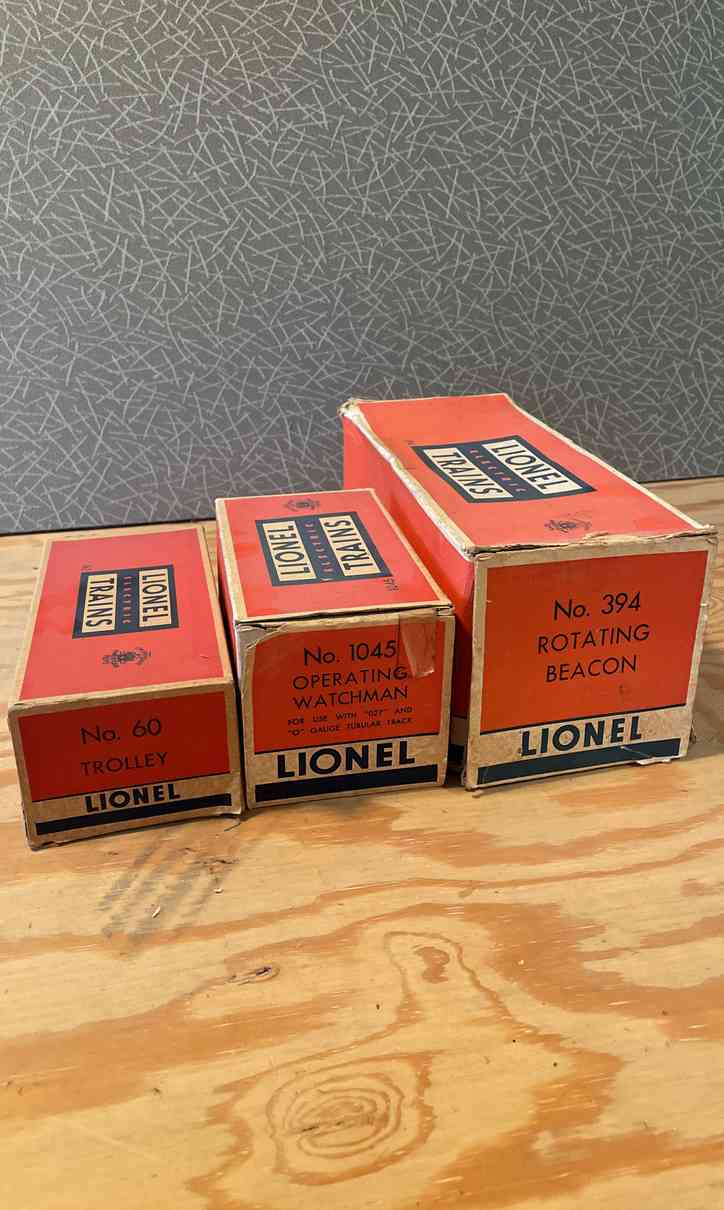 LIONEL
ELECTRIC
TRAINS
No. 60
TROLLEY
LIONEL
LIONEL
ELECTRIC
TRAINS
1045
No. 1045
OPERATING
WATCHMAN
FOR USE WITH "027" AND
"O" GAUGE TUBULAR TRACK
LIONEL
LIONEL
ELECTRIC
TRAINS
No. 394
ROTATING
BEACON
LIONEL